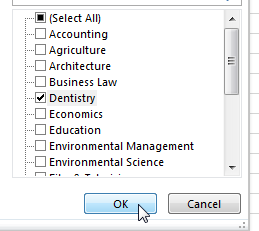 (Select All)
Accounting
Agriculture
Architecture
Business Law
Dentistry
Economics
Education
Environmental Management
Environmental Science
OK
Cancel